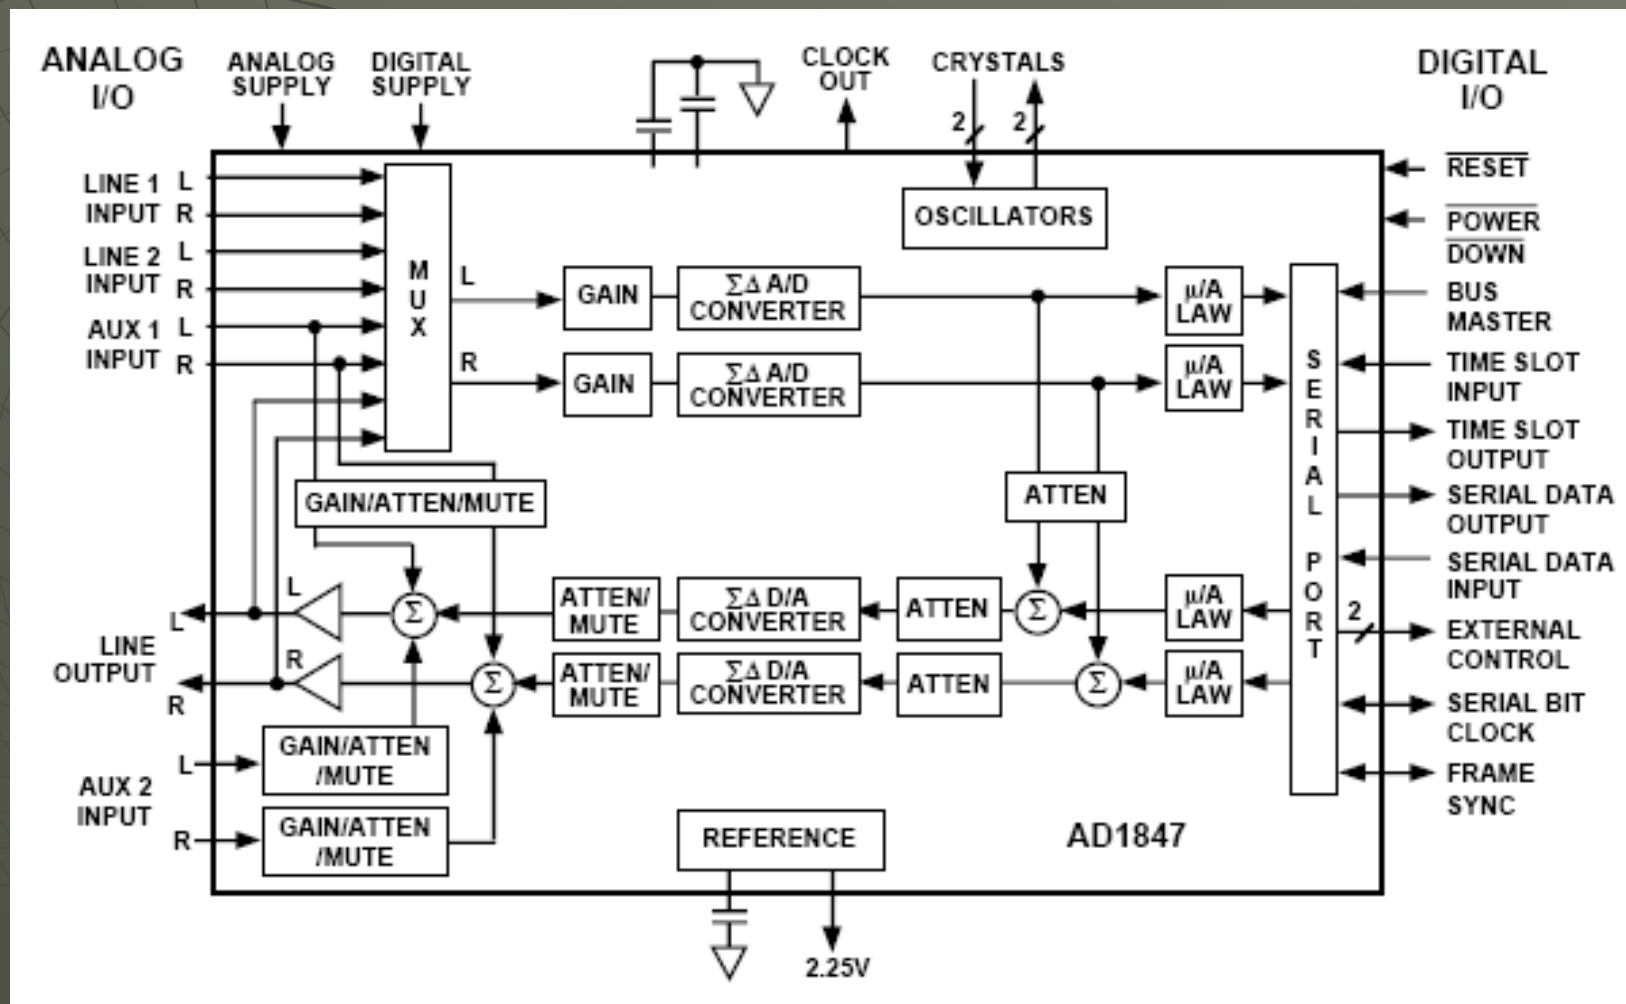 ANALOG
I/O
ANALOG
SUPPLY
DIGITAL
SUPPLY
CLOCK
OUT
CRYSTALS
2
2
DIGITAL
I/O
LINE 1
INPUT
L
R
LINE 2
INPUT
L
R
AUX 1
INPUT
L
R
MUX
L
R
OSCILLATORS
GAIN
ΣΔ A/D
CONVERTER
μ/A
LAW
GAIN
ΣΔ A/D
CONVERTER
μ/A
LAW
SERIAL PORT
RESET
POWER
DOWN
BUS
MASTER
TIME SLOT
INPUT
TIME SLOT
OUTPUT
SERIAL DATA
OUTPUT
SERIAL DATA
INPUT
2
EXTERNAL
CONTROL
SERIAL BIT
CLOCK
FRAME
SYNC
GAIN/ATTEN/MUTE
ATTEN
L
L
Σ
ATTEN/
MUTE
ΣΔ D/A
CONVERTER
ATTEN
Σ
μ/A
LAW
LINE
OUTPUT
R
R
Σ
ATTEN/
MUTE
ΣΔ D/A
CONVERTER
ATTEN
Σ
μ/A
LAW
AUX 2
INPUT
L
GAIN/ATTEN
/MUTE
R
GAIN/ATTEN
/MUTE
REFERENCE
AD1847
2.25V